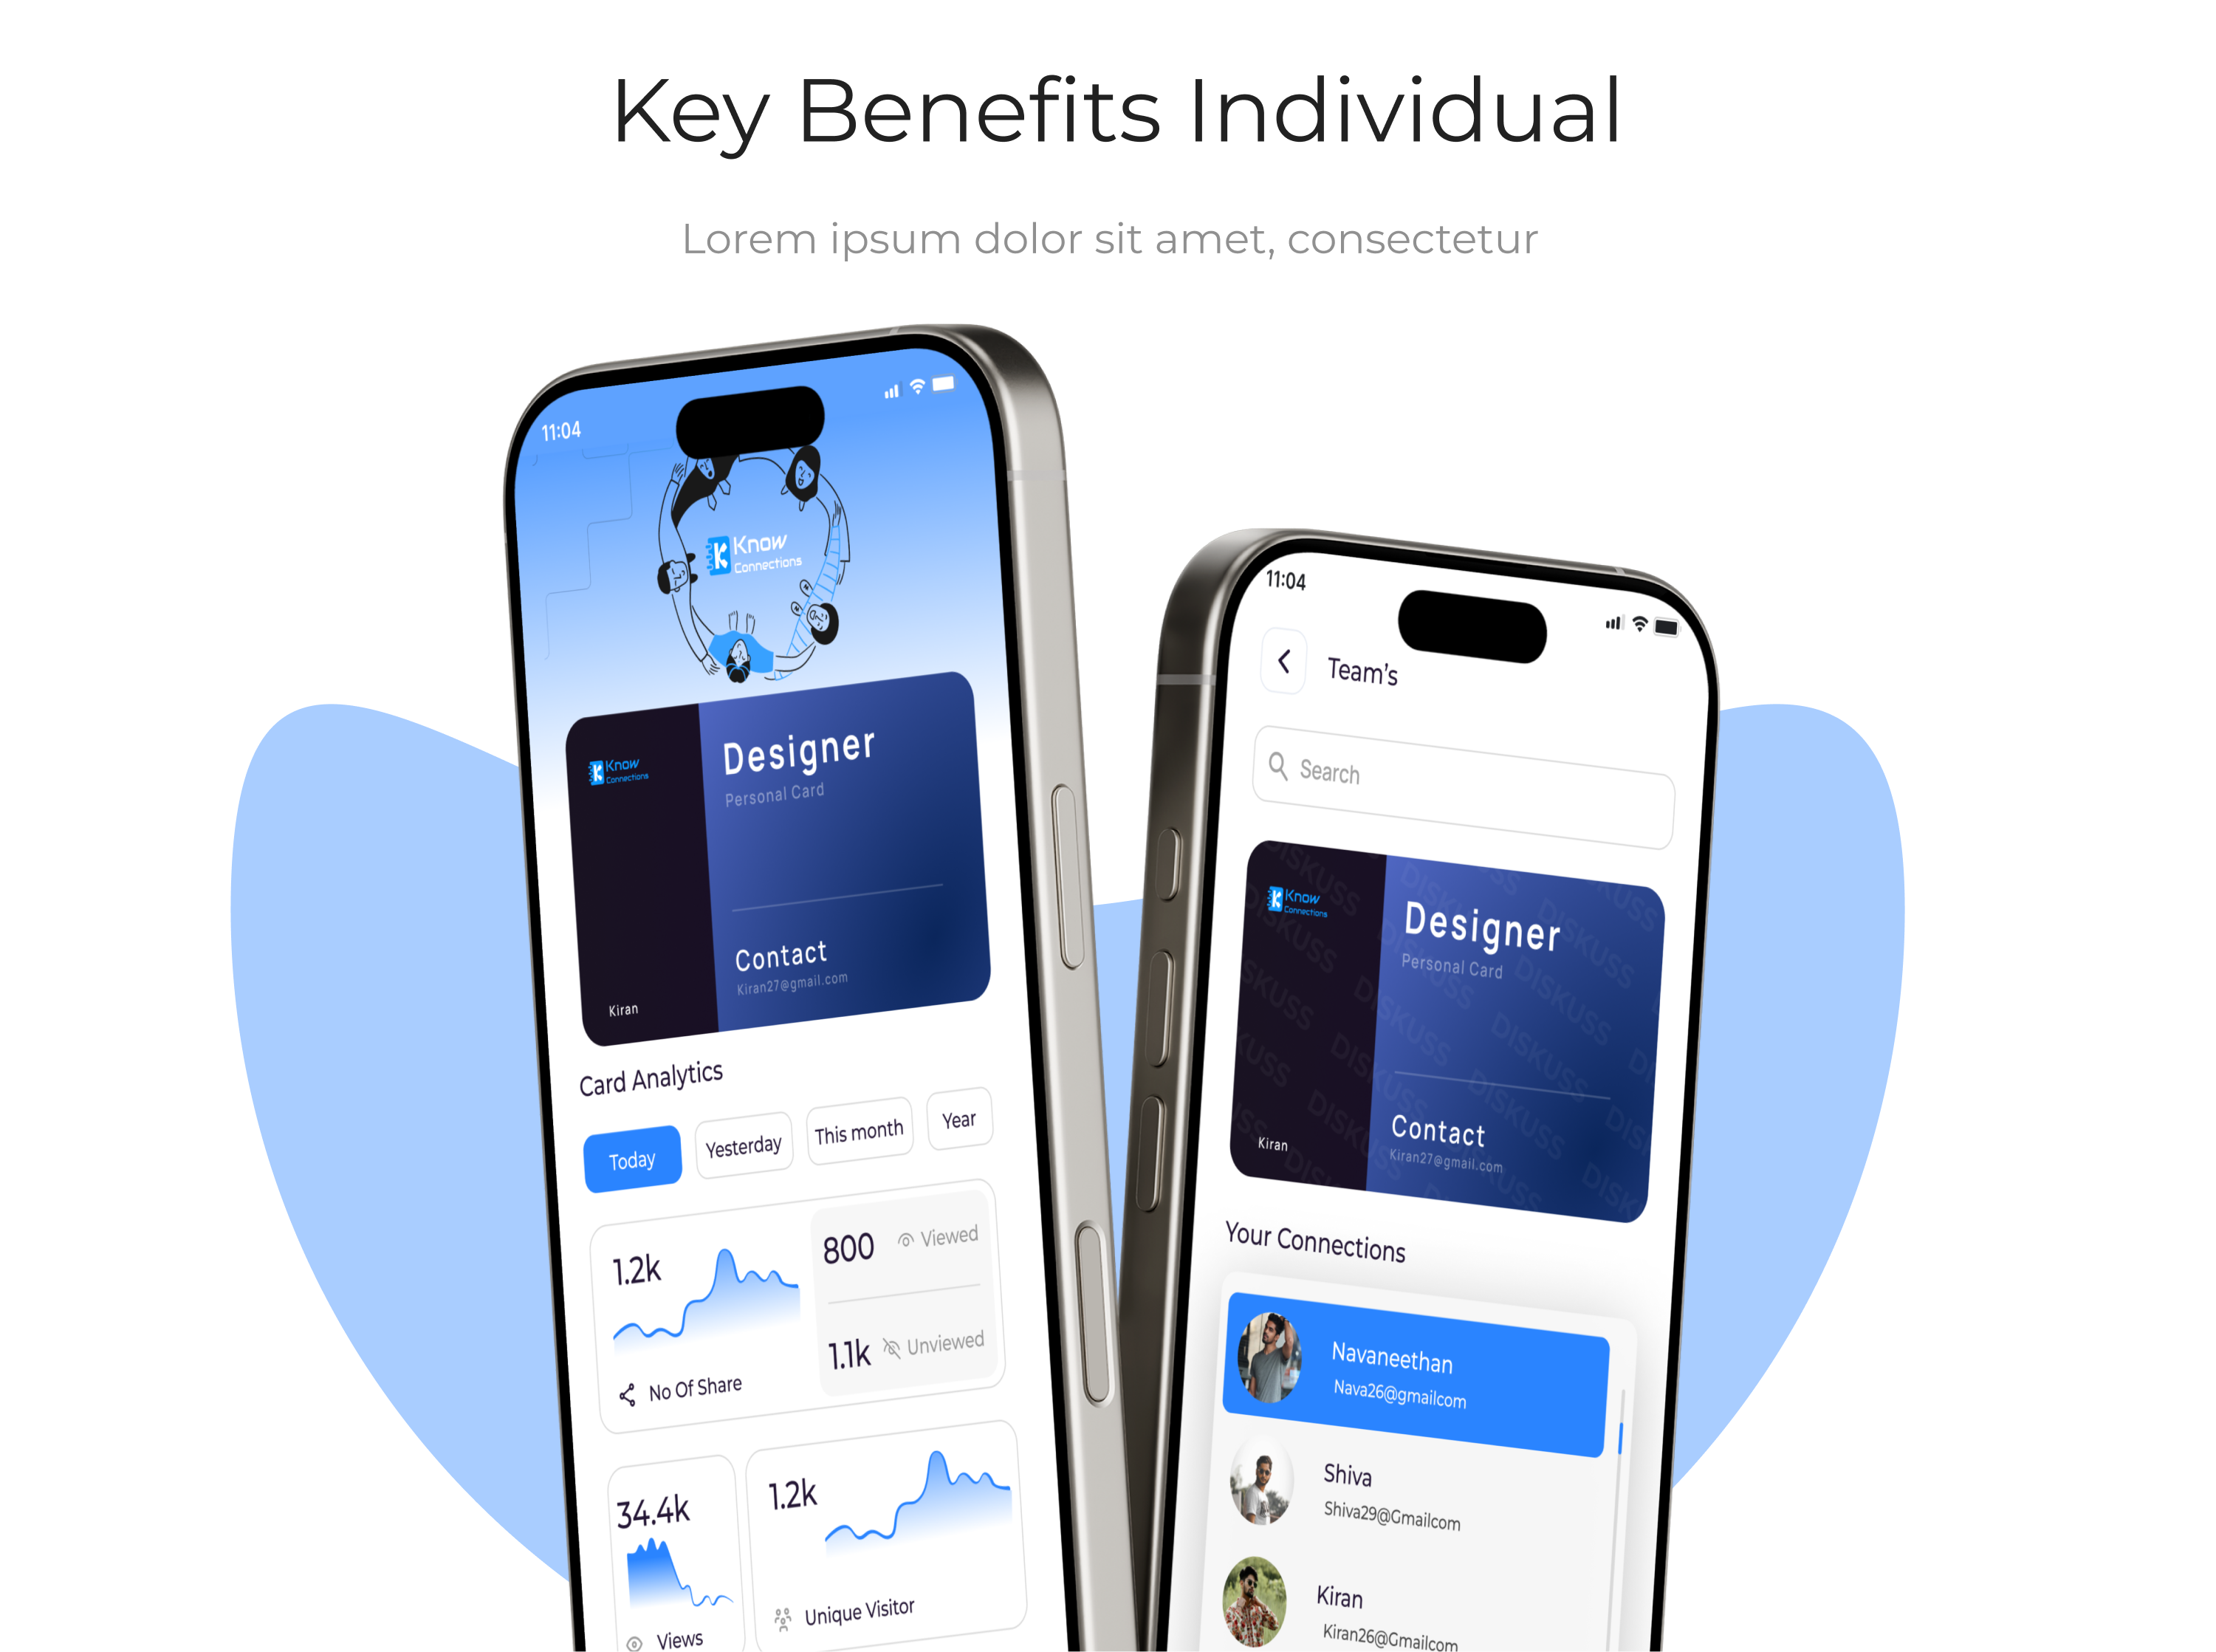 Key Benefits Individual
Lorem ipsum dolor sit amet, consectetur
11:04
Know
Connections
Know
Connections
Designer
Personal Card
Contact
Kiran27@gmail.com
Kiran
Card Analytics
Today
Yesterday
This month
Year
1.2k
800
Viewed
1.1k
Unviewed
No Of Share
34.4k
1.2k
Views
Unique Visitor
11:04
Team's
Search
Know
Connections
Designer
Personal Card
Contact
Kiran27@gmail.com
Kiran
DISKUSS
Your Connections
Navaneethan
Nava26@gmailcom
Shiva
Shiva29@Gmailcom
Kiran
Kiran26@Gmailcom